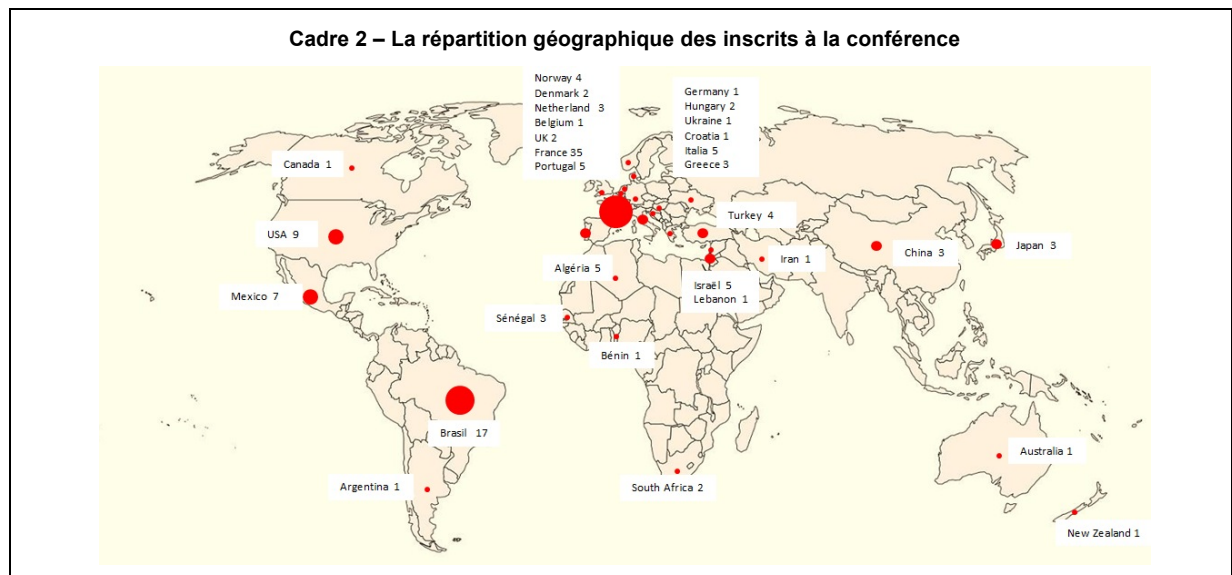 Cadre 2 – La répartition géographique des inscrits à la conférence
Norway 4
Denmark 2
Netherland 3
Belgium 1
UK 2
France 35
Portugal 5
Germany 1
Hungary 2
Ukraine 1
Croatia 1
Italia 5
Greece 3
Canada 1
USA 9
Mexico 7
Turkey 4
Iran 1
China 3
Japan 3
Algéria 5
Israël 5
Lebanon 1
Sénégal 3
Bénin 1
Brasil 17
Argentina 1
South Africa 2
Australia 1
New Zealand 1